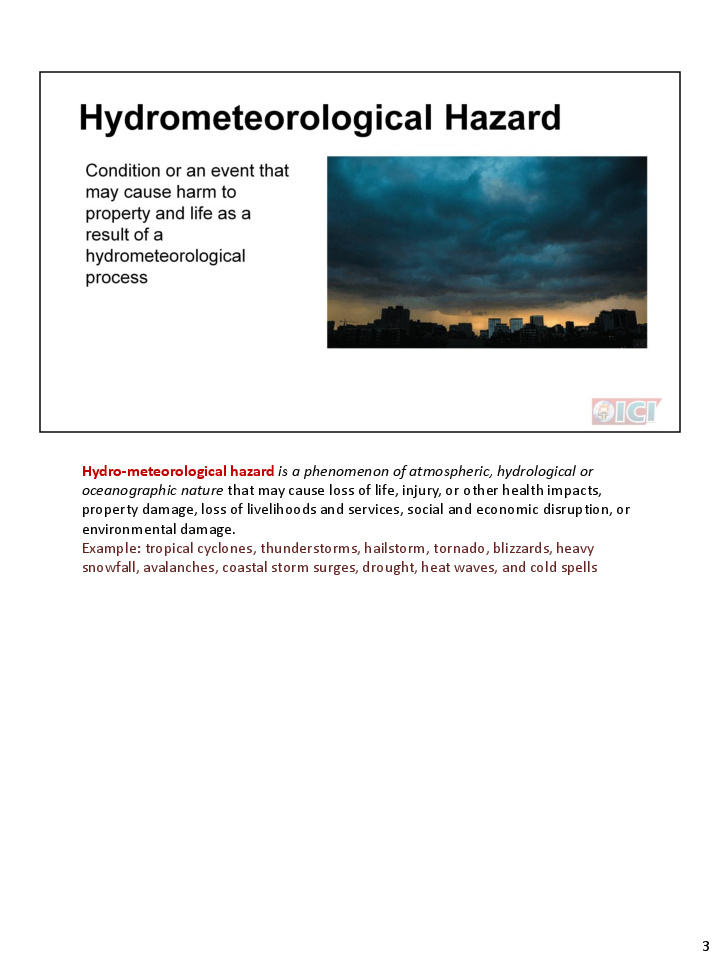 Hydrometeorological Hazard
Condition or an event that
may cause harm to
property and life as a
result of a
hydrometeorological
process
ICI
Hydro-meteorological hazard is a phenomenon of atmospheric, hydrological or
oceanographic nature that may cause loss of life, injury, or other health impacts,
property damage, loss of livelihoods and services, social and economic disruption, or
environmental damage.
Example: tropical cyclones, thunderstorms, hailstorm, tornado, blizzards, heavy
snowfall, avalanches, coastal storm surges, drought, heat waves, and cold spells
3